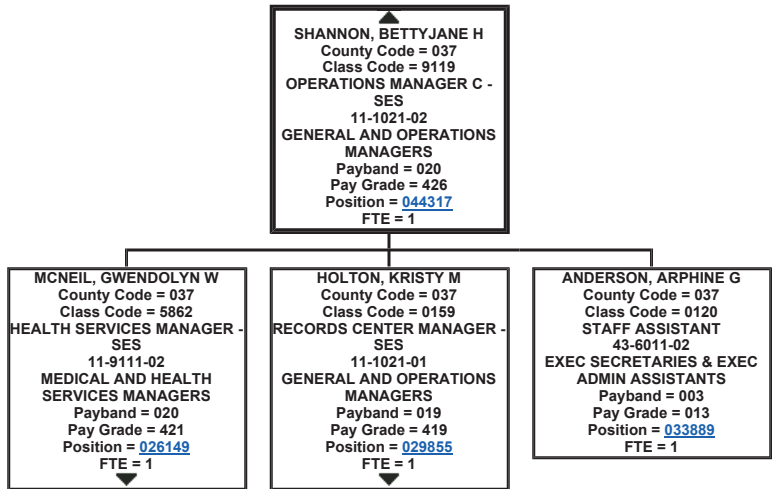 SHANNON, BETTYJANE H
County Code = 037
Class Code = 9119
OPERATIONS MANAGER C -
SES
11-1021-02
GENERAL AND OPERATIONS
MANAGERS
Payband = 020
Pay Grade = 426
Position = 044317
FTE = 1
MCNEIL, GWENDOLYN W
County Code = 037
Class Code = 5862
HEALTH SERVICES MANAGER -
SES
11-9111-02
MEDICAL AND HEALTH
SERVICES MANAGERS
Payband = 020
Pay Grade = 421
Position = 026149
FTE = 1
HOLTON, KRISTY M
County Code = 037
Class Code = 0159
RECORDS CENTER MANAGER -
SES
11-1021-01
GENERAL AND OPERATIONS
MANAGERS
Payband = 019
Pay Grade = 419
Position = 029855
FTE = 1
ANDERSON, ARPHINE G
County Code = 037
Class Code = 0120
STAFF ASSISTANT
43-6011-02
EXEC SECRETARIES & EXEC
ADMIN ASSISTANTS
Payband = 003
Pay Grade = 013
Position = 033889
FTE = 1